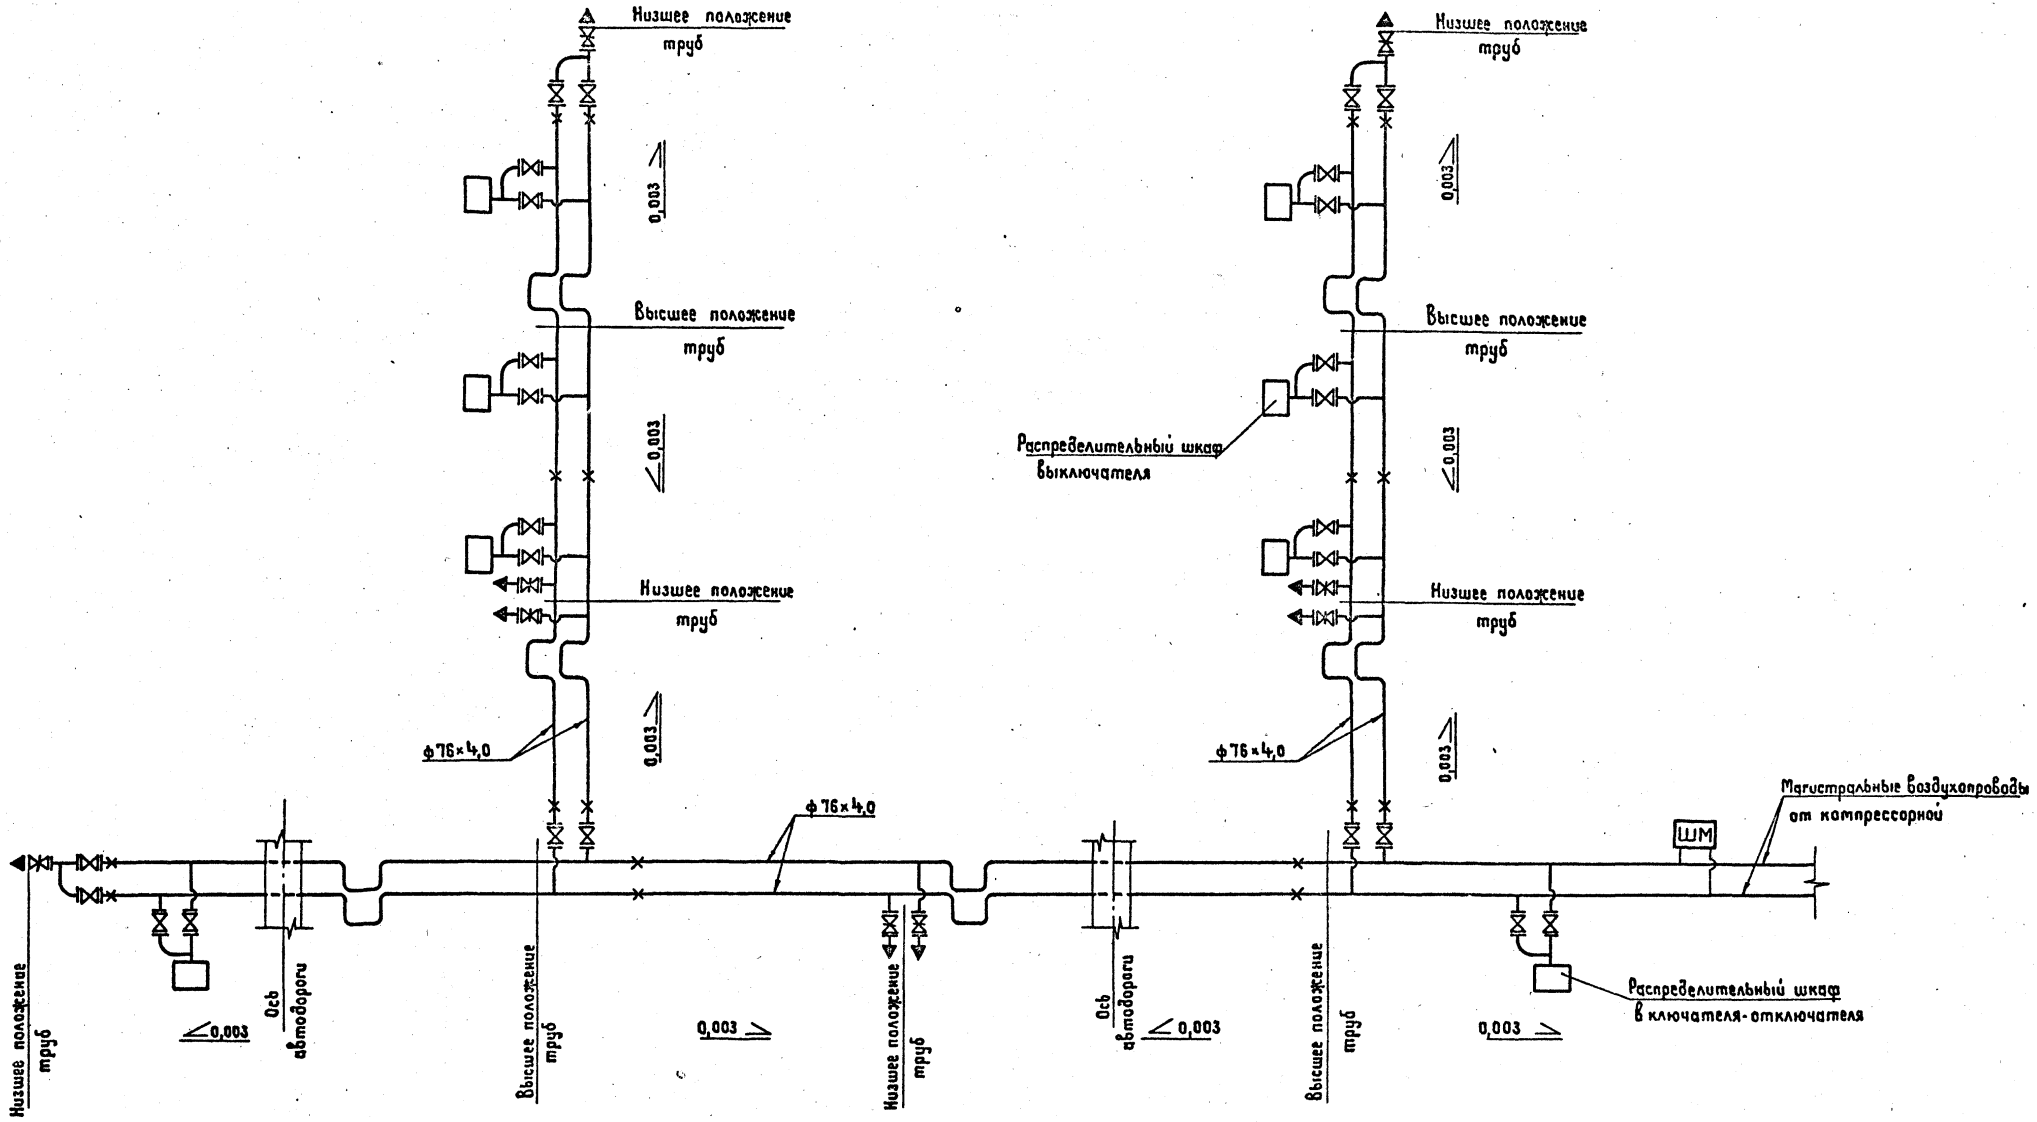 Низшее положение
труб
Низшее положение
труб
0,003
0,003
Высшее положение
труб
Высшее положение
труб
0,003
0,003
Распределительный шкаф
выключателя
Низшее положение
труб
Низшее положение
труб
ф76×4,0
0,003
ф76×4,0
0,003
ф76×4,0
Магистральные воздухопроводы
от компрессорной
ШМ
Распределительный шкаф
включателя-отключателя
Низшее положение
труб
0,003
Ось
автодороги
Высшее положение
труб
0,003
Низшее положение
труб
Ось
автодороги
0,003
Высшее положение
труб
0,003